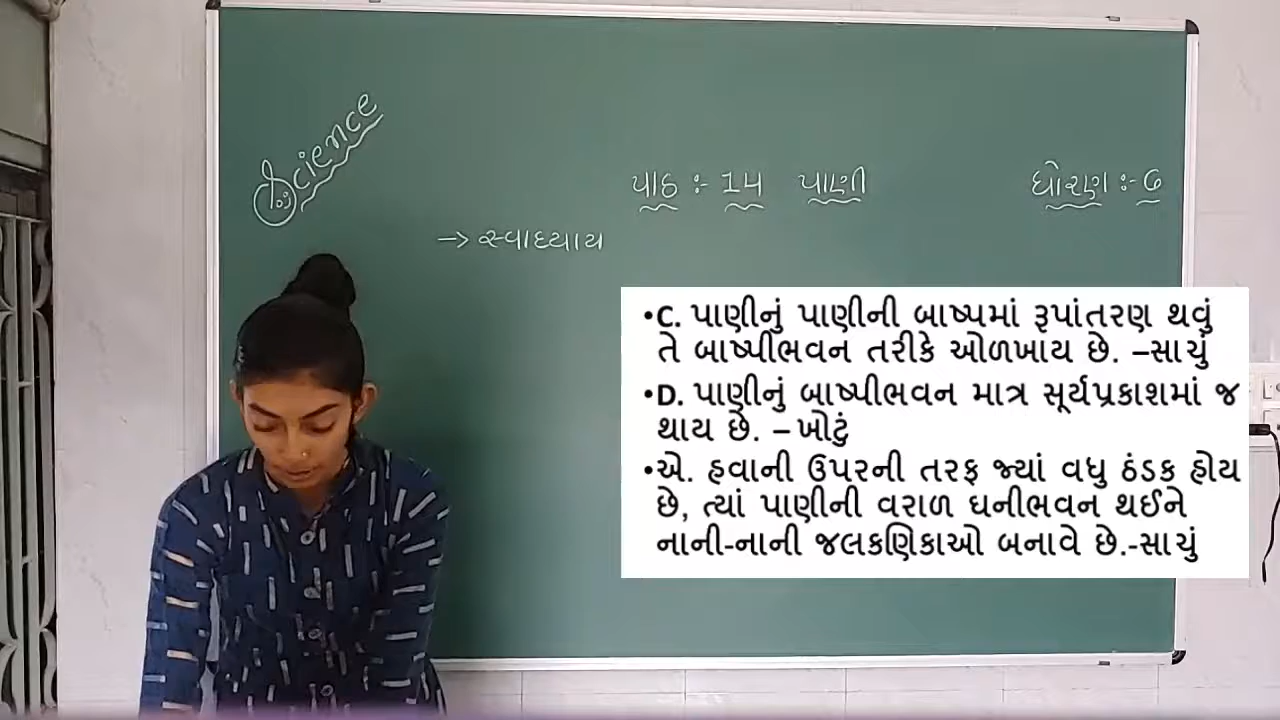 Science
પાઠ :- 14 પાણી
ધોરણ :- 6
→ સ્વાધ્યાય
•C. પાણીનું પાણીની બાષ્પમાં રૂપાંતરણ થવું
તે બાષ્પીભવન તરીકે ઓળખાય છે. –સાચું
•D. પાણીનું બાષ્પીભવન માત્ર સૂર્યપ્રકાશમાં જ
થાય છે. – ખોટું
•એ. હવાની ઉપરની તરફ જ્યાં વધુ ઠંડક હોય
છે, ત્યાં પાણીની વરાળ ઘનીભવન થઈને
નાની-નાની જલકણિકાઓ બનાવે છે.-સાચું